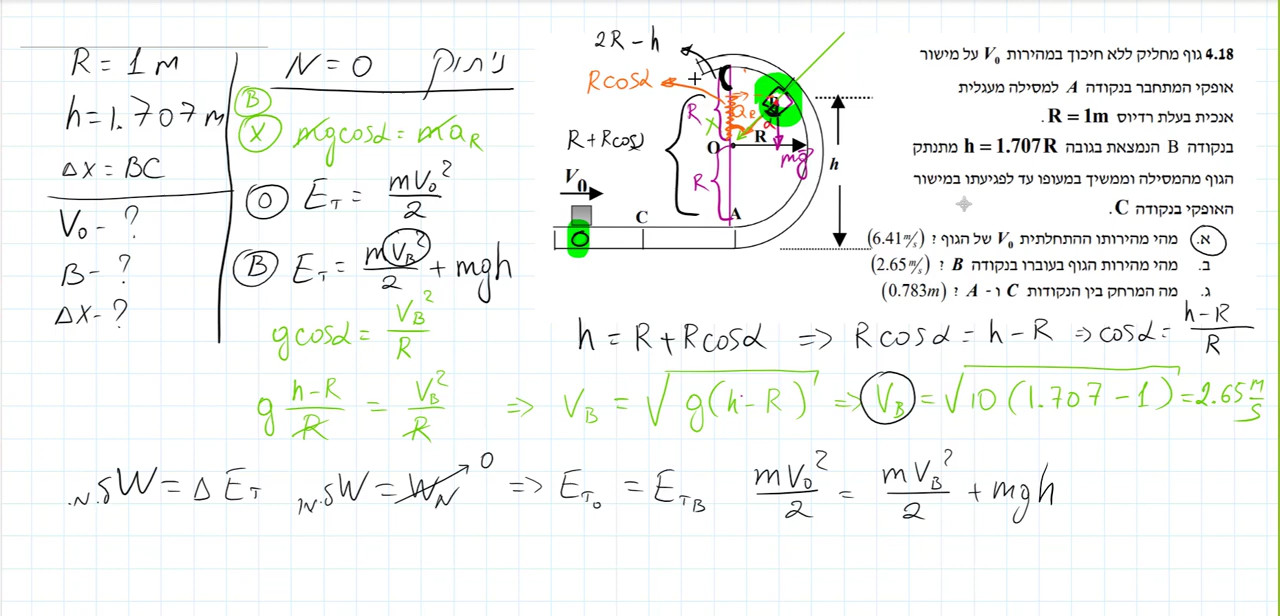 R = 1m
h = 1.707 m
Δx = BC
V₀ - ?
B - ?
Δx - ?
N = 0 ניתוק
B
X mgcosα = maR
O ET = mV₀²/2
B ET = mVB²/2 + mgh
gcosα = VB²/R
g (h-R)/R = VB²/R => VB = √g(h-R) => VB = √10(1.707-1) = 2.65 M/S
2R-h
Rcosα
R+Rcosα
R
R
X
aR
α
B
R
O
mg
h
V₀
O
C
A
4.18 גוף מחליק ללא חיכוך במהירות V₀ על מישור
אופקי המתחבר בנקודה A למסילה מעגלית
אנכית בעלת רדיוס R = 1m.
בנקודה B הנמצאת בגובה h = 1.707 R מתנתק
הגוף מהמסילה וממשיך במעופו עד לפגיעתו במישור
האופקי בנקודה C.
א. מהי מהירותו ההתחלתית V₀ של הגוף ? (6.41 m/s)
ב. מהי מהירות הגוף בעוברו בנקודה B ? (2.65 m/s)
ג. מה המרחק בין הנקודות C ו - A ? (0.783m)
h = R + Rcosα => Rcosα = h-R => cosα = (h-R)/R
W = ΔET W = WN → 0 => ET₀ = ETB mV₀²/2 = mVB²/2 + mgh